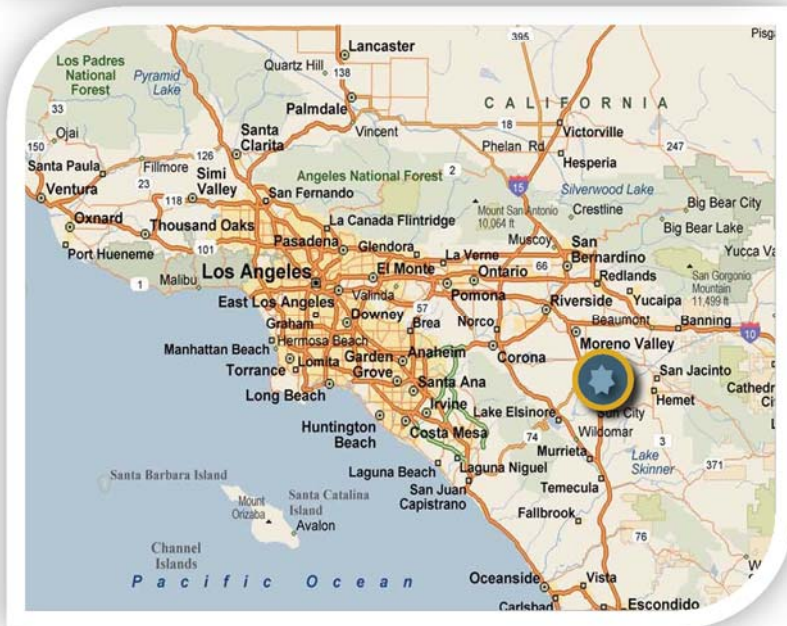 395
Pisg
Lancaster
Los Padres
National
Forest
Pyramid
Lake
Quartz Hill
138
Palmdale
CALIFORNIA
33
Ojai
150
Santa
Clarita
Vincent
18
Victorville
Phelan Rd
247
Santa Paula
Fillmore
126
2
Hesperia
Simi
Valley
23
118
Angeles National Forest
15
Silverwood Lake
Ventura
San Fernando
Mount San Antonio
10,064 ft
Crestline
Big Bear City
Oxnard
Thousand Oaks
La Canada Flintridge
Big Bear Lake
Port Hueneme
101
Pasadena
Glendora
Muscoy
San
Bernardino
Yucca Va
La Verne
66
1
Malibu
Los Angeles
El Monte
Ontario
Redlands
San Gorgonio
Mountain
11,499 ft
Valinda
Pomona
Yucaipa
East Los Angeles
57
Riverside
Beaumont
Graham
Downey
Brea
Norco
Banning
10
Manhattan Beach
Hermosa Beach
Moreno Valley
Lomita
Garden
Grove
Anaheim
Corona
Torrance
San Jacinto
Long Beach
Santa Ana
Cathedr
Hemet
Irvine
Lake Elsinore
Sun City
Huntington
Beach
Costa Mesa
74
Wildomar
3
Laguna Beach
Laguna Niguel
Murrieta
Lake
Skinner
371
Santa Barbara Island
San Juan
Capistrano
Temecula
Mount
Orizaba
Santa Catalina
Island
Avalon
Fallbrook
76
Channel
Islands
Pacific Ocean
Oceanside
Vista
Carlsbad
Escondido